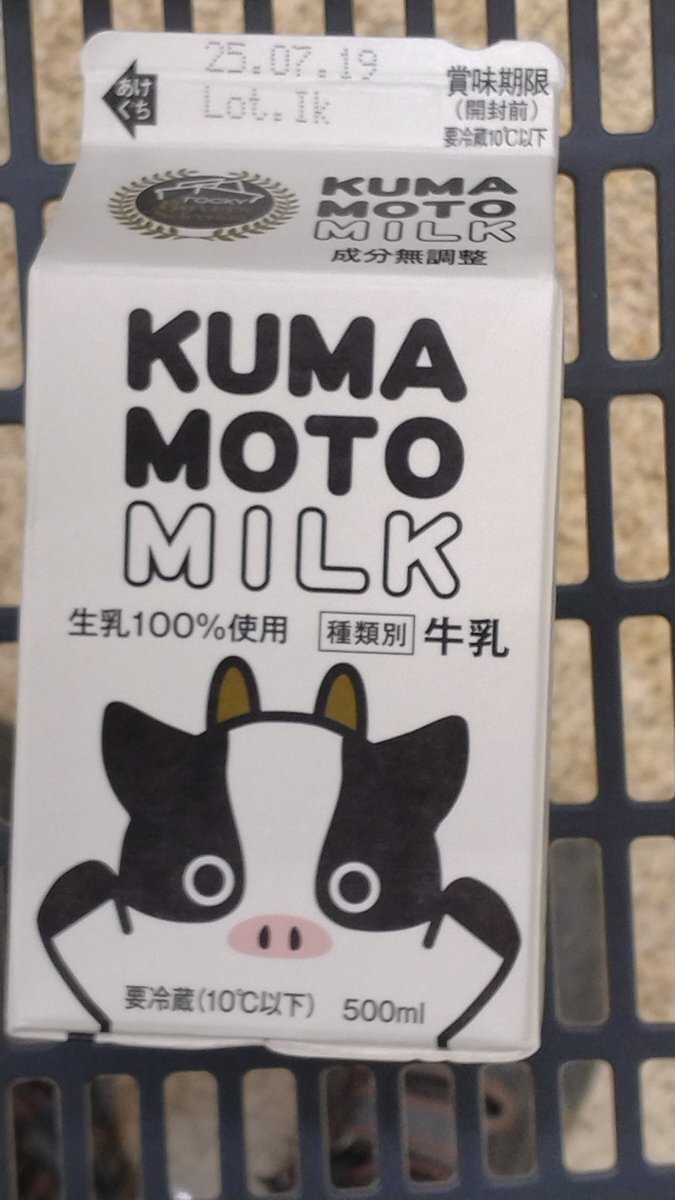 25.07.19
Lot.Ik
あけ
ぐち
賞味期限
(開封前)
要冷蔵10℃以下
KUMA
MOTO
MILK
成分無調整
KUMA
MOTO
MILK
生乳100%使用
種類別 牛乳
要冷蔵(10℃以下) 500ml